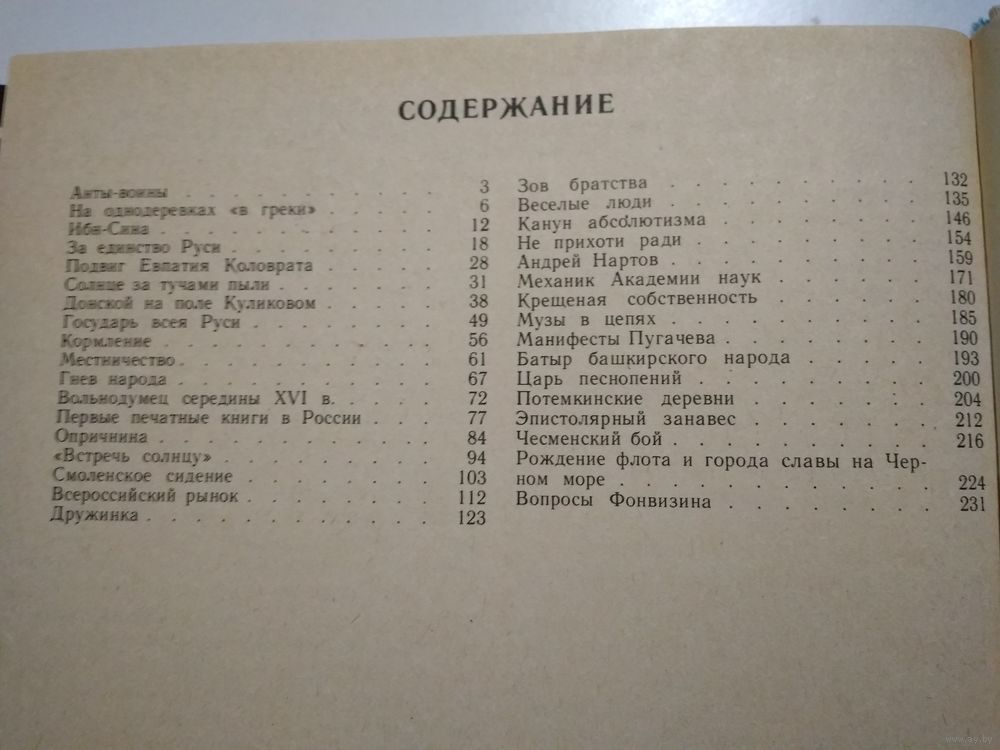 СОДЕРЖАНИЕ
Анты-воины . . . . . . . . . . . . 3
На однодеревках «в греки» . . . . . 6
Ибн-Сина . . . . . . . . . . . . 12
За единство Руси . . . . . . . . . 18
Подвиг Евпатия Коловрата . . . . . 28
Солнце за тучами пыли . . . . . . 31
Донской на поле Куликовом . . . . . 38
Государь всея Руси . . . . . . . . 49
Кормление . . . . . . . . . . . . 56
Местничество . . . . . . . . . . . 61
Гнев народа . . . . . . . . . . . 67
Вольнодумец середины XVI в. . . . . 72
Первые печатные книги в России . . . 77
Опричнина . . . . . . . . . . . . 84
«Встречь солнцу» . . . . . . . . . 94
Смоленское сидение . . . . . . . . 103
Всероссийский рынок . . . . . . . . 112
Дружинка . . . . . . . . . . . . 123
Зов братства . . . . . . . . . . 132
Веселые люди . . . . . . . . . . 135
Канун абсолютизма . . . . . . . . 146
Не прихоти ради . . . . . . . . . 154
Андрей Нартов . . . . . . . . . . 159
Механик Академии наук . . . . . . 171
Крещеная собственность . . . . . . 180
Музы в цепях . . . . . . . . . . 185
Манифесты Пугачева . . . . . . . . 190
Батыр башкирского народа . . . . . 193
Царь песнопений . . . . . . . . . 200
Потемкинские деревни . . . . . . . 204
Эпистолярный занавес . . . . . . . 212
Чесменский бой . . . . . . . . . . 216
Рождение флота и города славы на Чер-
ном море . . . . . . . . . . . . 224
Вопросы Фонвизина . . . . . . . . 231
www.ay.by